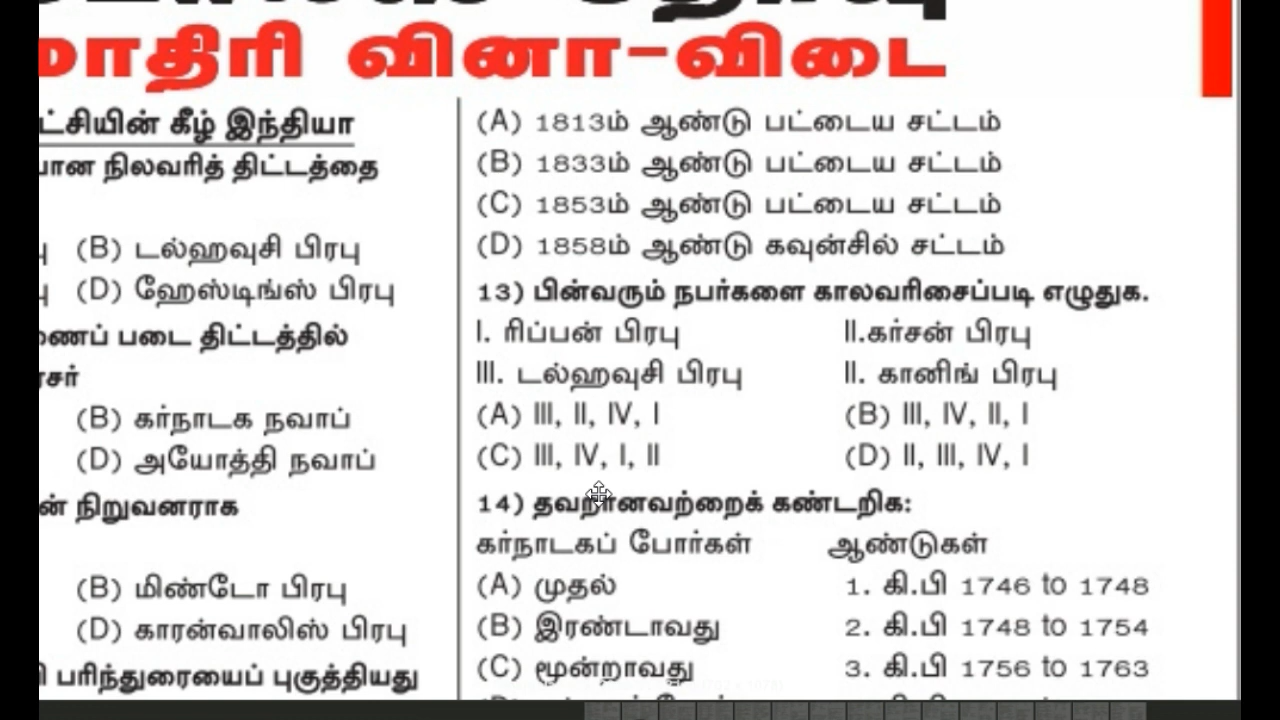 மாதிரி வினா-விடை
ட்சியின் கீழ் இந்தியா
யான நிலவரித் திட்டத்தை
பு (B) டல்ஹவுசி பிரபு
பு (D) ஹேஸ்டிங்ஸ் பிரபு
ணைப் படை திட்டத்தில்
ரசர்
(B) கர்நாடக நவாப்
(D) அயோத்தி நவாப்
ன் நிறுவனராக
(B) மிண்டோ பிரபு
(D) காரன்வாலிஸ் பிரபு
பரிந்துரையைப் புகுத்தியது
(A) 1813ம் ஆண்டு பட்டைய சட்டம்
(B) 1833ம் ஆண்டு பட்டைய சட்டம்
(C) 1853ம் ஆண்டு பட்டைய சட்டம்
(D) 1858ம் ஆண்டு கவுன்சில் சட்டம்
13) பின்வரும் நபர்களை காலவரிசைப்படி எழுதுக.
I. ரிப்பன் பிரபு II.கர்சன் பிரபு
III. டல்ஹவுசி பிரபு II. கானிங் பிரபு
(A) III, II, IV, I (B) III, IV, II, I
(C) III, IV, I, II (D) II, III, IV, I
14) தவறானவற்றைக் கண்டறிக:
கர்நாடகப் போர்கள் ஆண்டுகள்
(A) முதல் 1. கி.பி 1746 to 1748
(B) இரண்டாவது 2. கி.பி 1748 to 1754
(C) மூன்றாவது 3. கி.பி 1756 to 1763